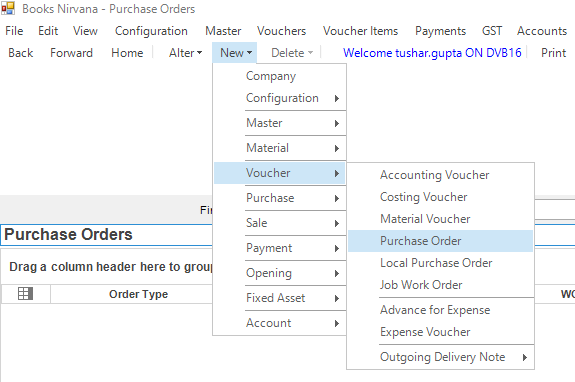 Books Nirvana - Purchase Orders
File Edit View Configuration Master Vouchers Voucher Items Payments GST Accounts
Back Forward Home Alter New Delete Welcome tushar.gupta ON DVB16 Print
Company
Configuration
Master
Material
Voucher
Purchase
Sale
Payment
Opening
Fixed Asset
Account
Accounting Voucher
Costing Voucher
Material Voucher
Purchase Order
Local Purchase Order
Job Work Order
Advance for Expense
Expense Voucher
Outgoing Delivery Note
Purchase Orders
Drag a column header here to group
Order Type